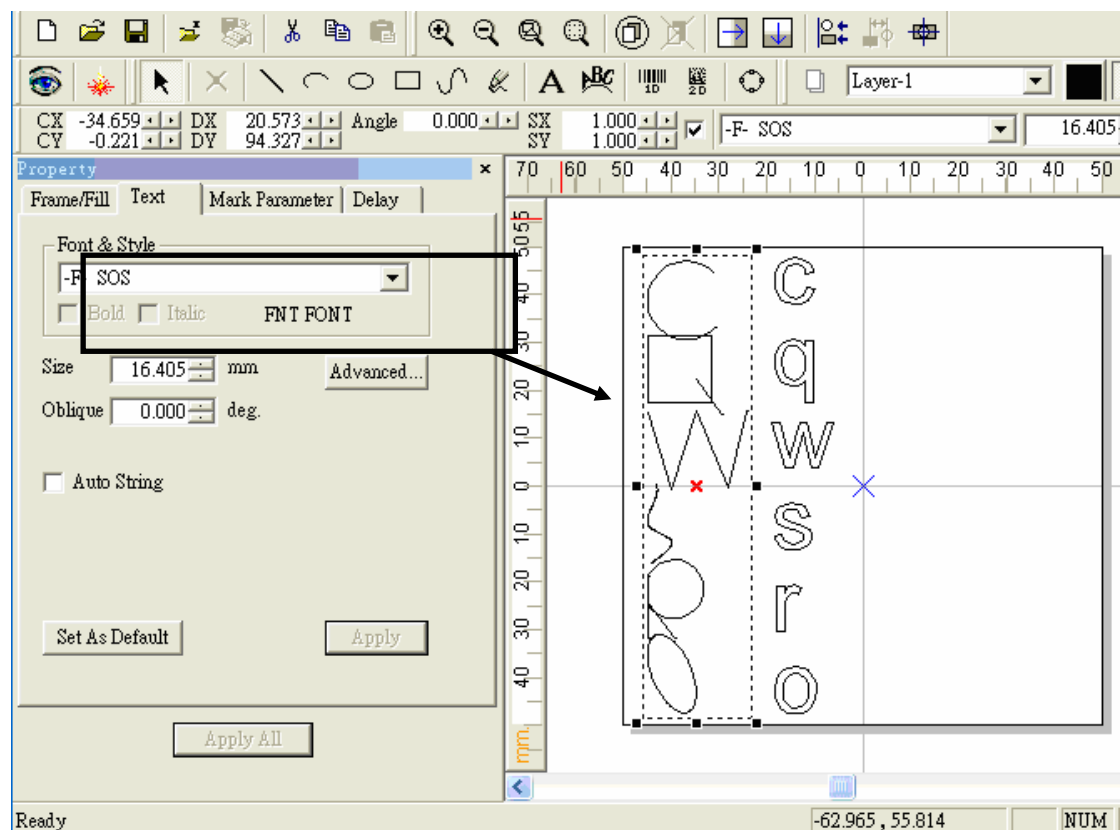 A ABC 1D 2D Layer-1
CX -34.659 DX 20.573 Angle 0.000 SX 1.000 -F- SOS 16.405
CY -0.221 DY 94.327 SY 1.000
Property
Frame/Fill Text Mark Parameter Delay
Font & Style
-F- SOS
Bold Italic FNT FONT
Size 16.405 mm Advanced...
Oblique 0.000 deg.
Auto String
Set As Default Apply
Apply All
70 60 50 40 30 20 10 0 10 20 30 40 50
55
50
40
30
20
10
0
10
20
30
40
mm.
C
Q
W
S
R
O
c
q
w
s
r
o
Ready -62.965 , 55.814 NUM